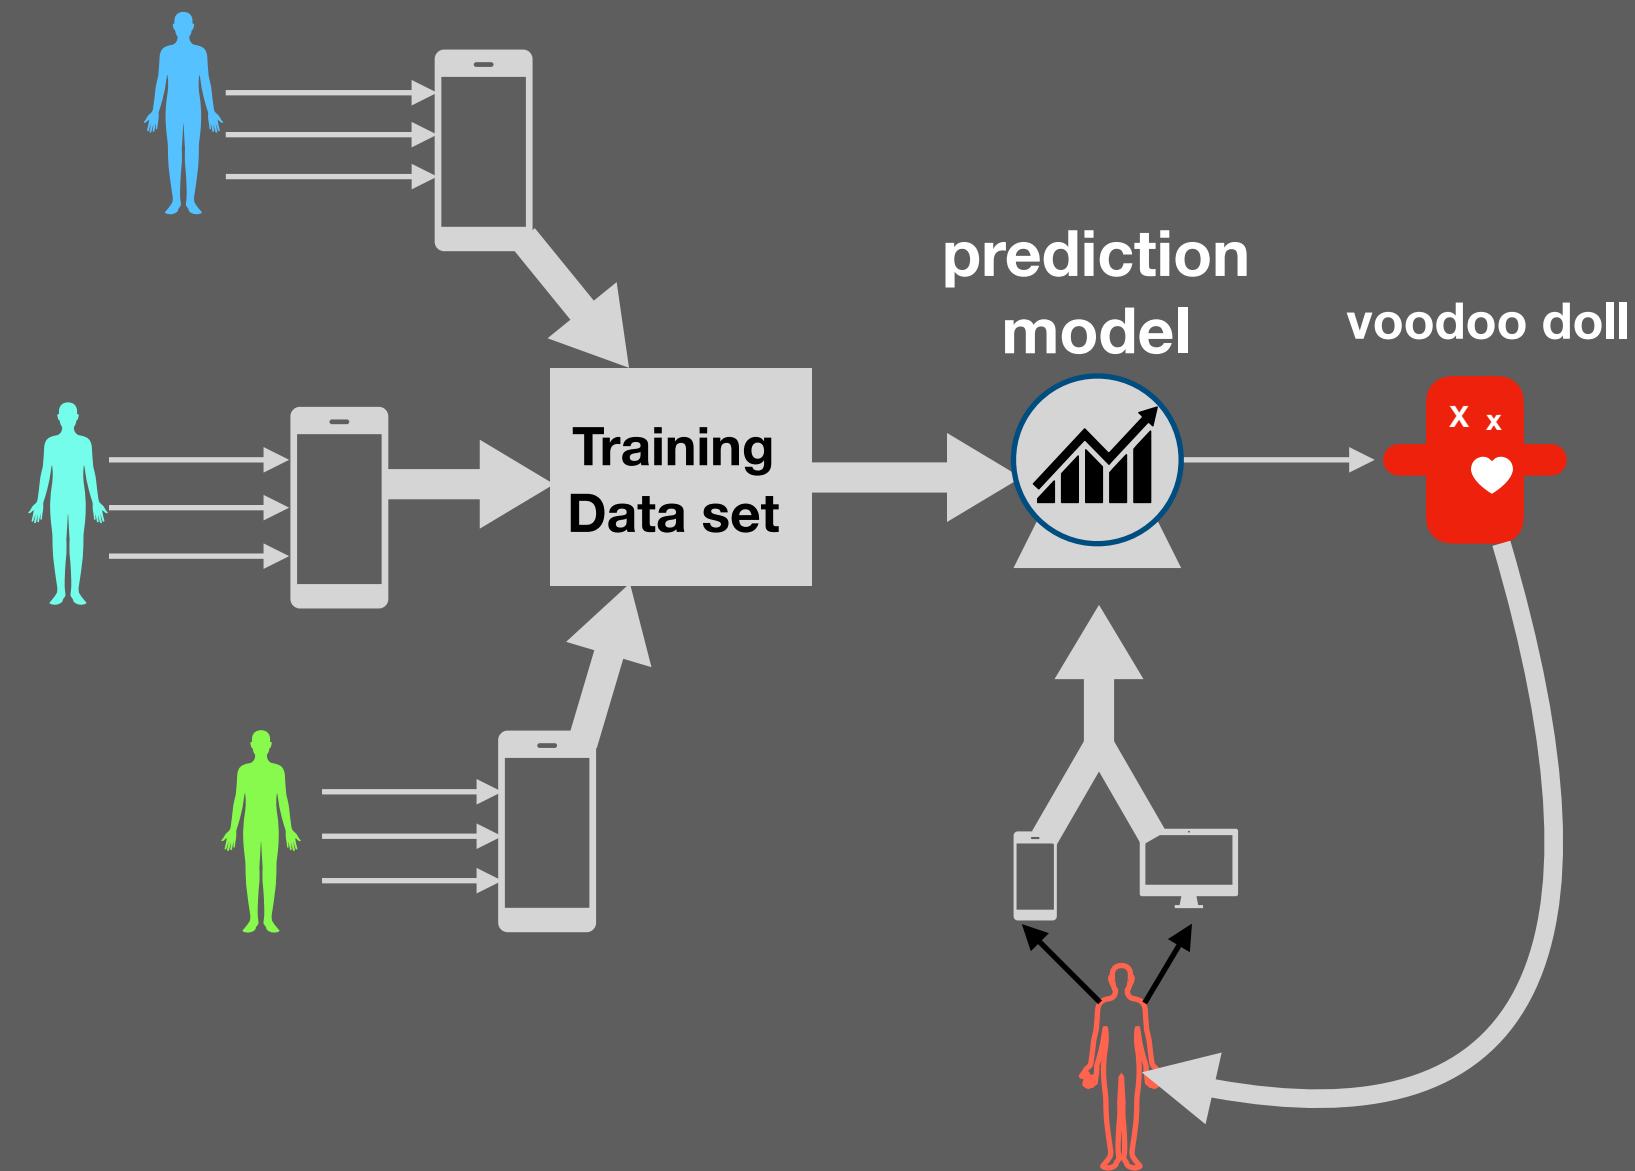 prediction
model
voodoo doll
x x
Training
Data set